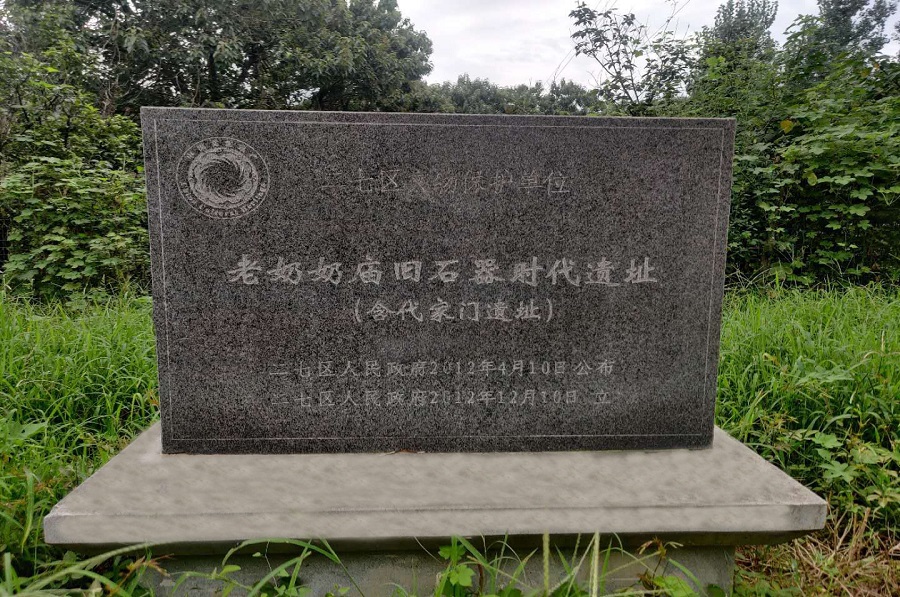 二七区文物保护单位
老奶奶庙旧石器时代遗址
（令代家门遗址）
二七区人民政府2012年4月10日公布
二七区人民政府2012年12月10日 立